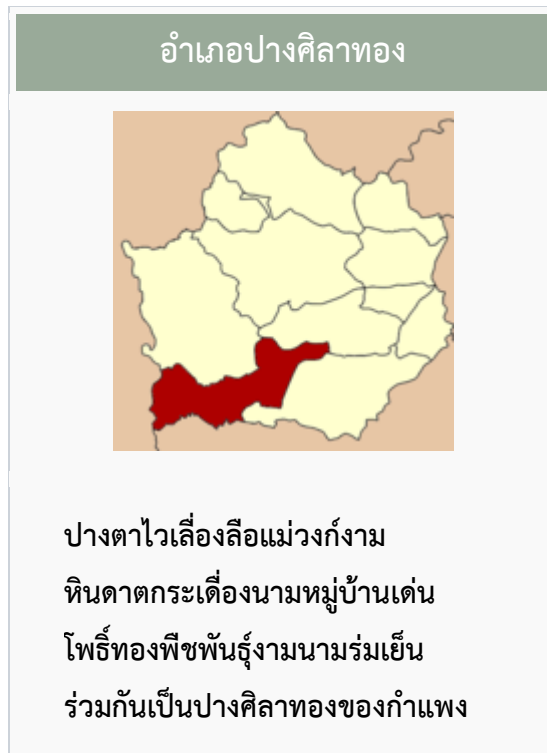 อำเภอปางศิลาทอง
ปางตาไวเลื่องลือแม่วงก์งาม
หินดาตกระเดื่องนามหมู่บ้านเด่น
โพธิ์ทองพืชพันธุ์งามนามร่มเย็น
ร่วมกันเป็นปางศิลาทองของกำแพง